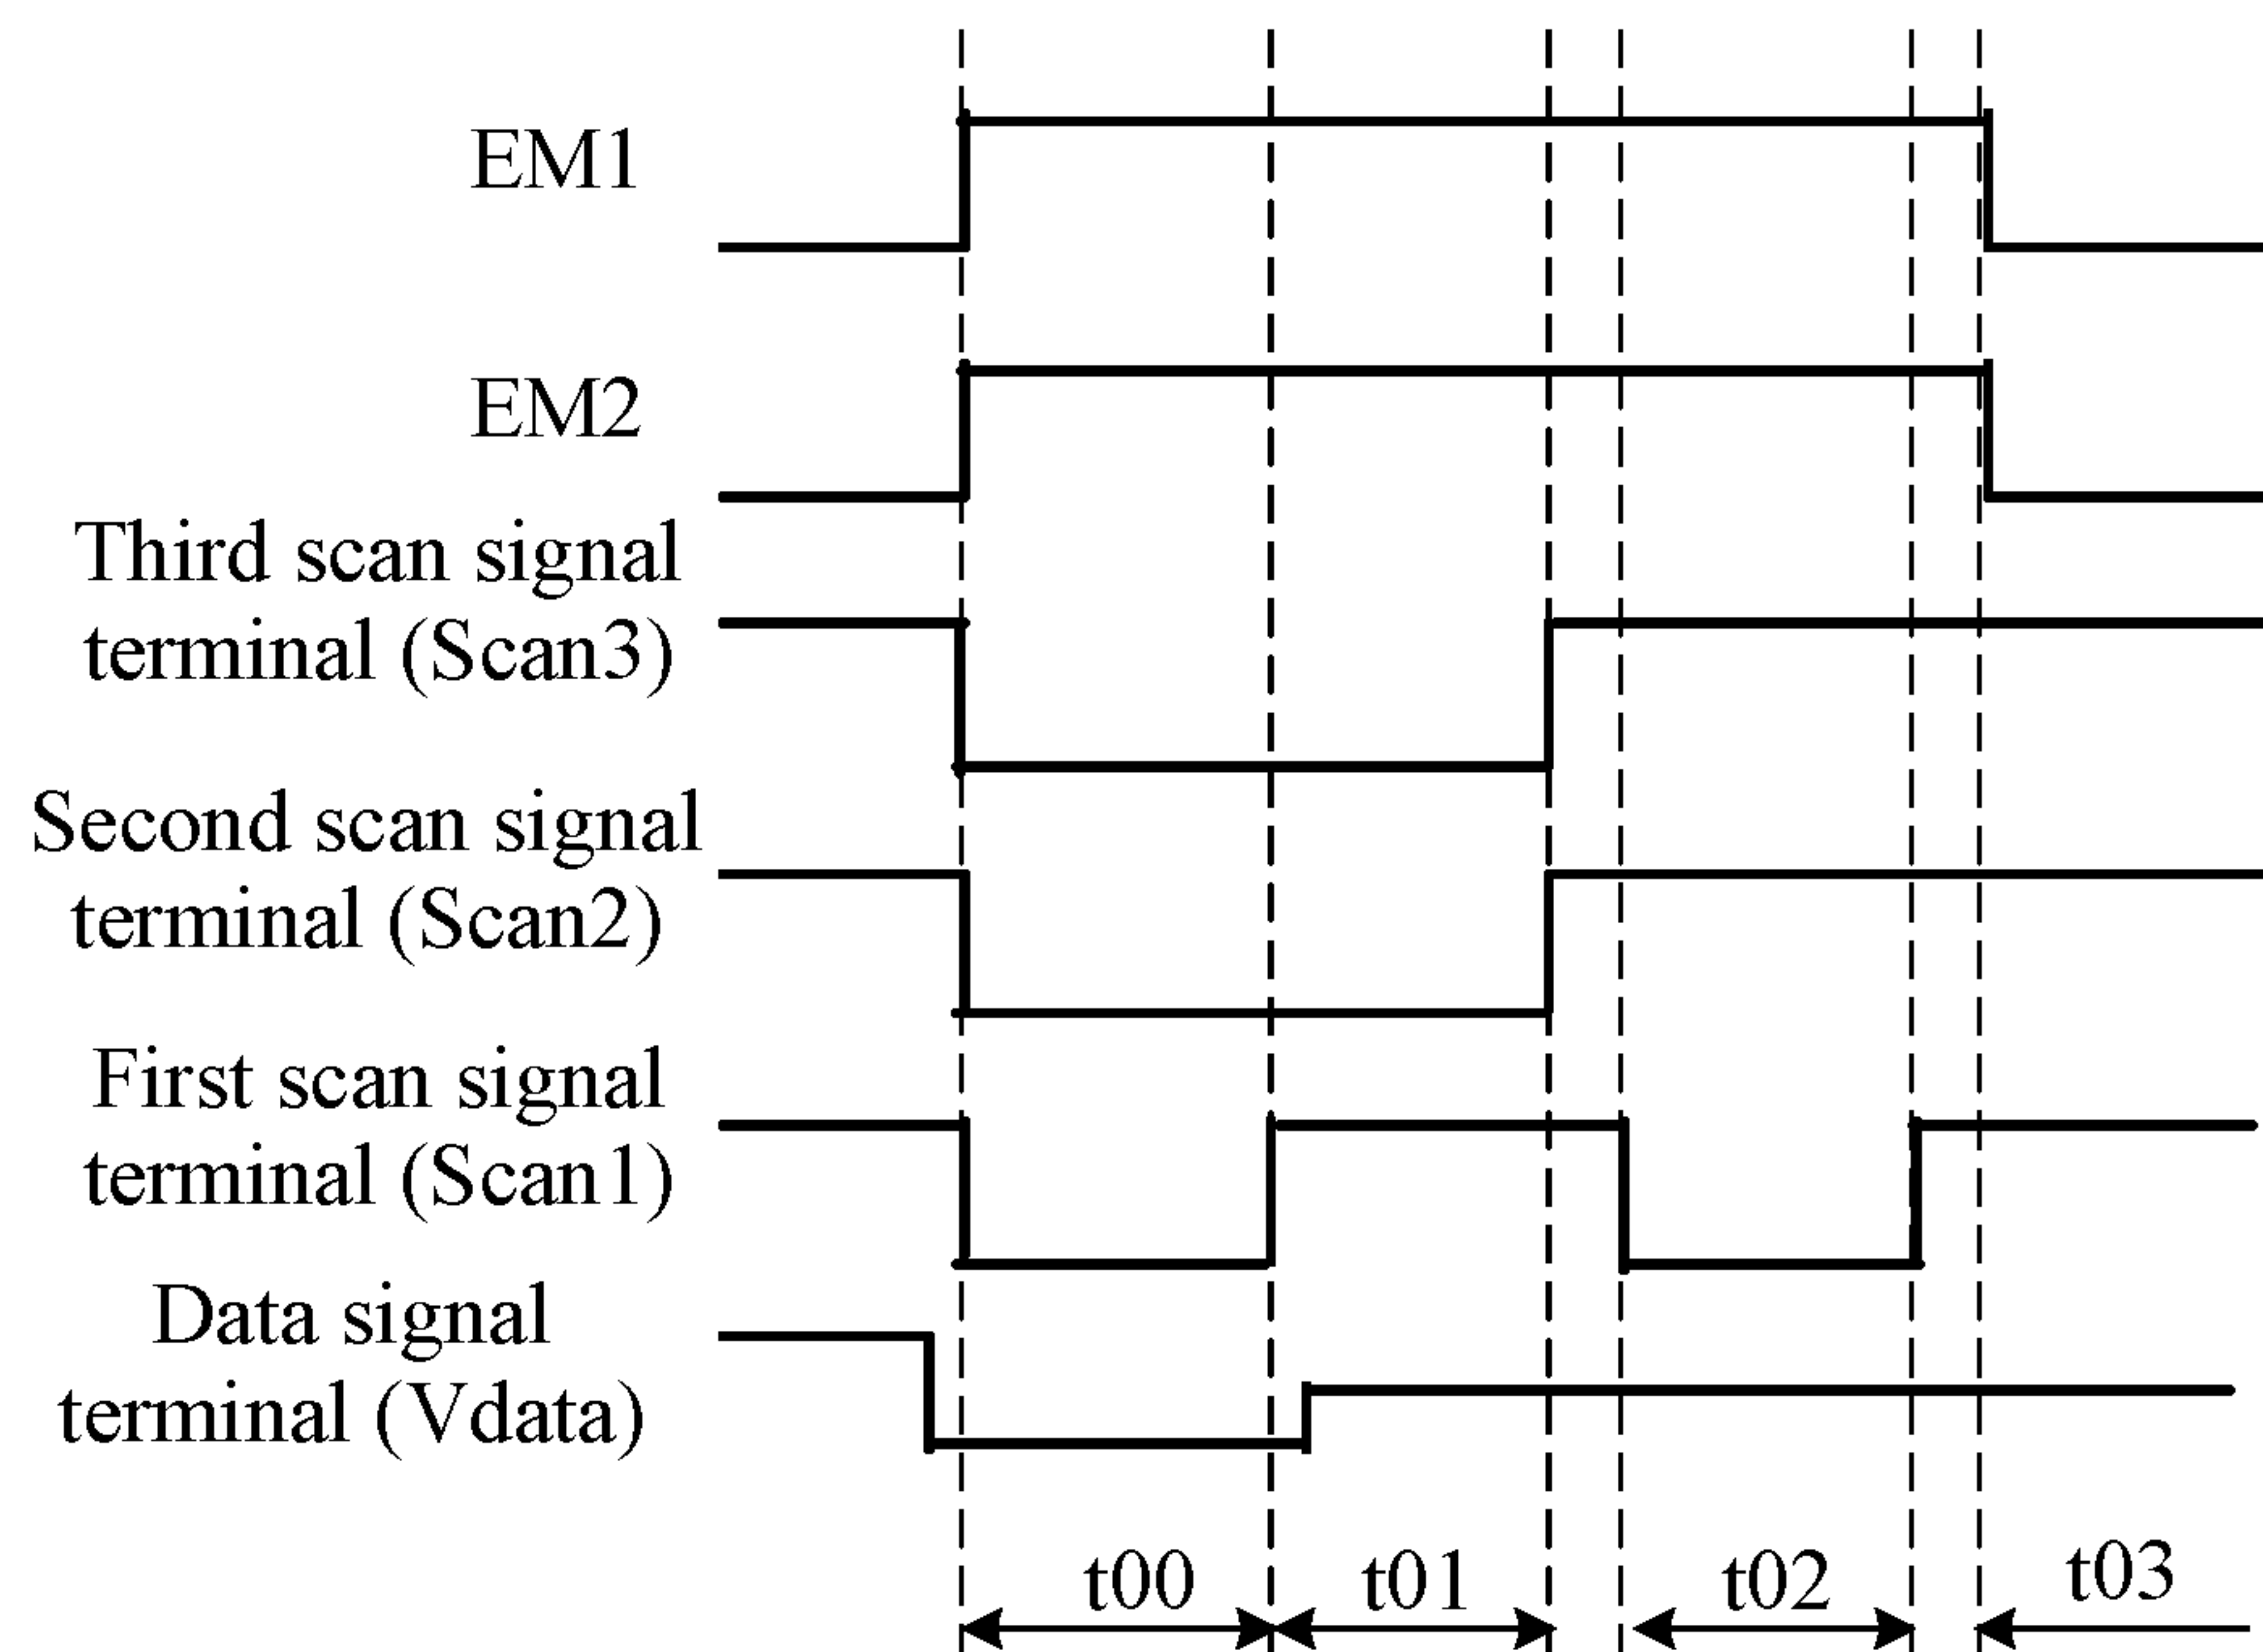 EM1
EM2
Third scan signal
terminal (Scan3)
Second scan signal
terminal (Scan2)
First scan signal
terminal (Scan1)
Data signal
terminal (Vdata)
t00 t01 t02 t03